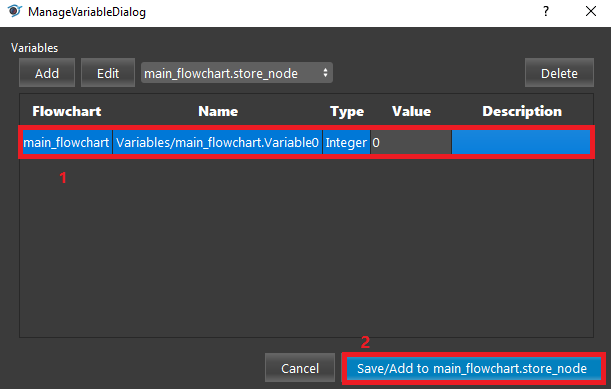 ManageVariableDialog
?
Variables
Add Edit main_flowchart.store_node Delete
Flowchart Name Type Value Description
main_flowchart Variables/main_flowchart.Variable0 Integer 0
1
2
Cancel Save/Add to main_flowchart.store_node